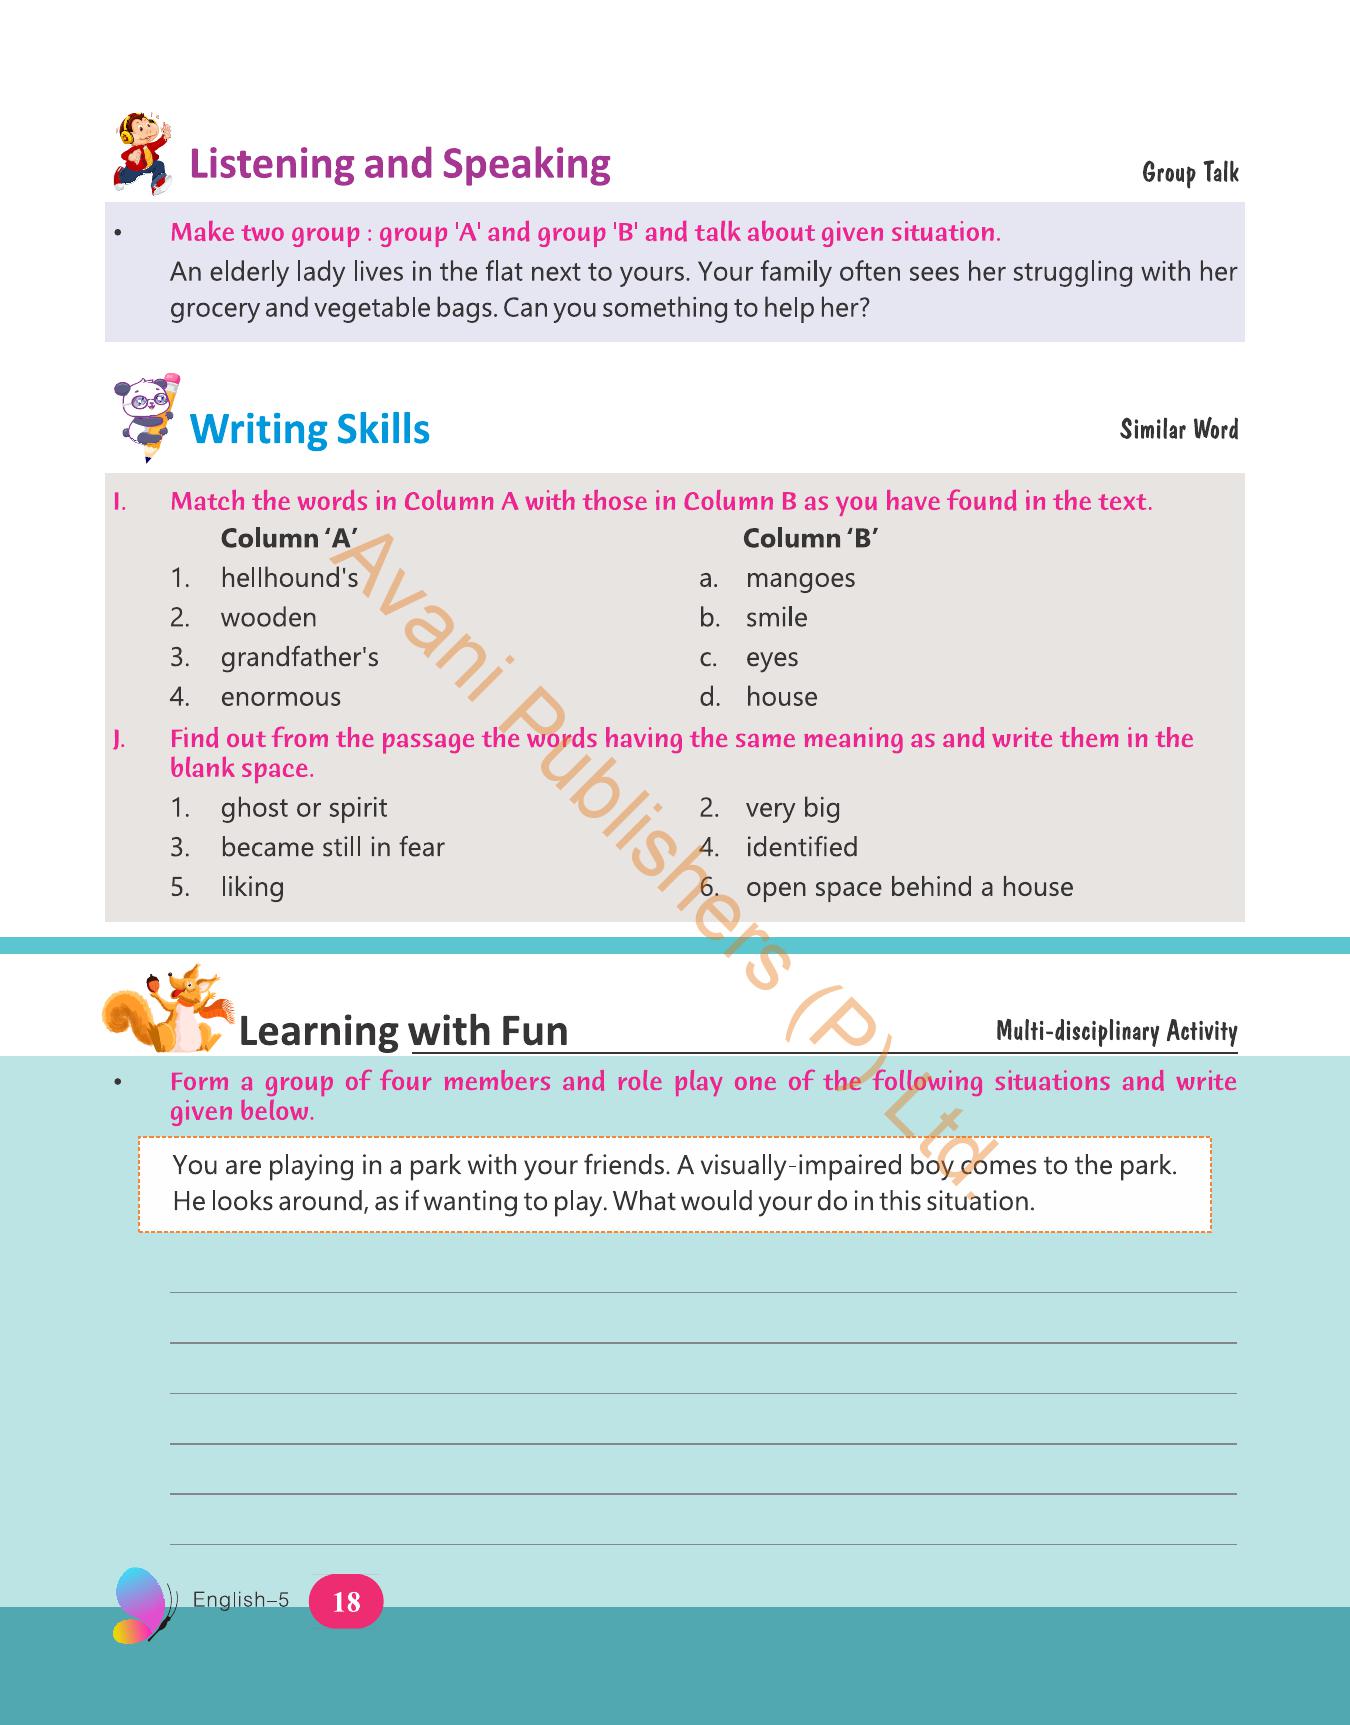 Listening and Speaking
Group Talk
• Make two group : group 'A' and group 'B' and talk about given situation.
An elderly lady lives in the flat next to yours. Your family often sees her struggling with her
grocery and vegetable bags. Can you something to help her?
Writing Skills
Similar Word
I. Match the words in Column A with those in Column B as you have found in the text.
Column ‘A’ Column ‘B’
1. hellhound's a. mangoes
2. wooden b. smile
3. grandfather's c. eyes
4. enormous d. house
J. Find out from the passage the words having the same meaning as and write them in the
blank space.
1. ghost or spirit 2. very big
3. became still in fear 4. identified
5. liking 6. open space behind a house
Avani Publishers (P) Ltd.
Learning with Fun
Multi-disciplinary Activity
• Form a group of four members and role play one of the following situations and write
given below.
You are playing in a park with your friends. A visually-impaired boy comes to the park.
He looks around, as if wanting to play. What would your do in this situation.
English–5 18